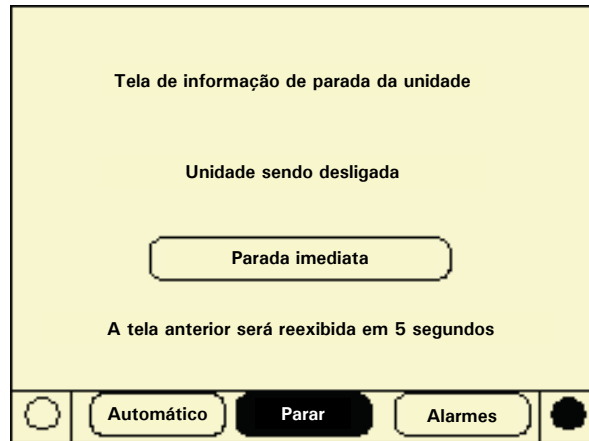 Tela de informação de parada da unidade
Unidade sendo desligada
Parada imediata
A tela anterior será reexibida em 5 segundos
Automático Parar Alarmes